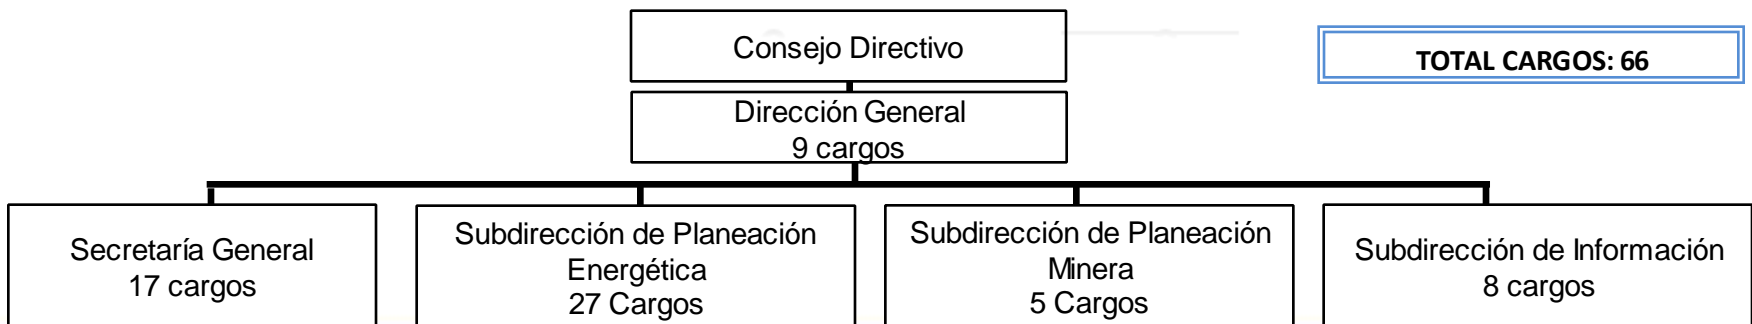 Consejo Directivo
TOTAL CARGOS: 66
Dirección General
9 cargos
Secretaría General
17 cargos
Subdirección de Planeación
Energética
27 Cargos
Subdirección de Planeación
Minera
5 Cargos
Subdirección de Información
8 cargos